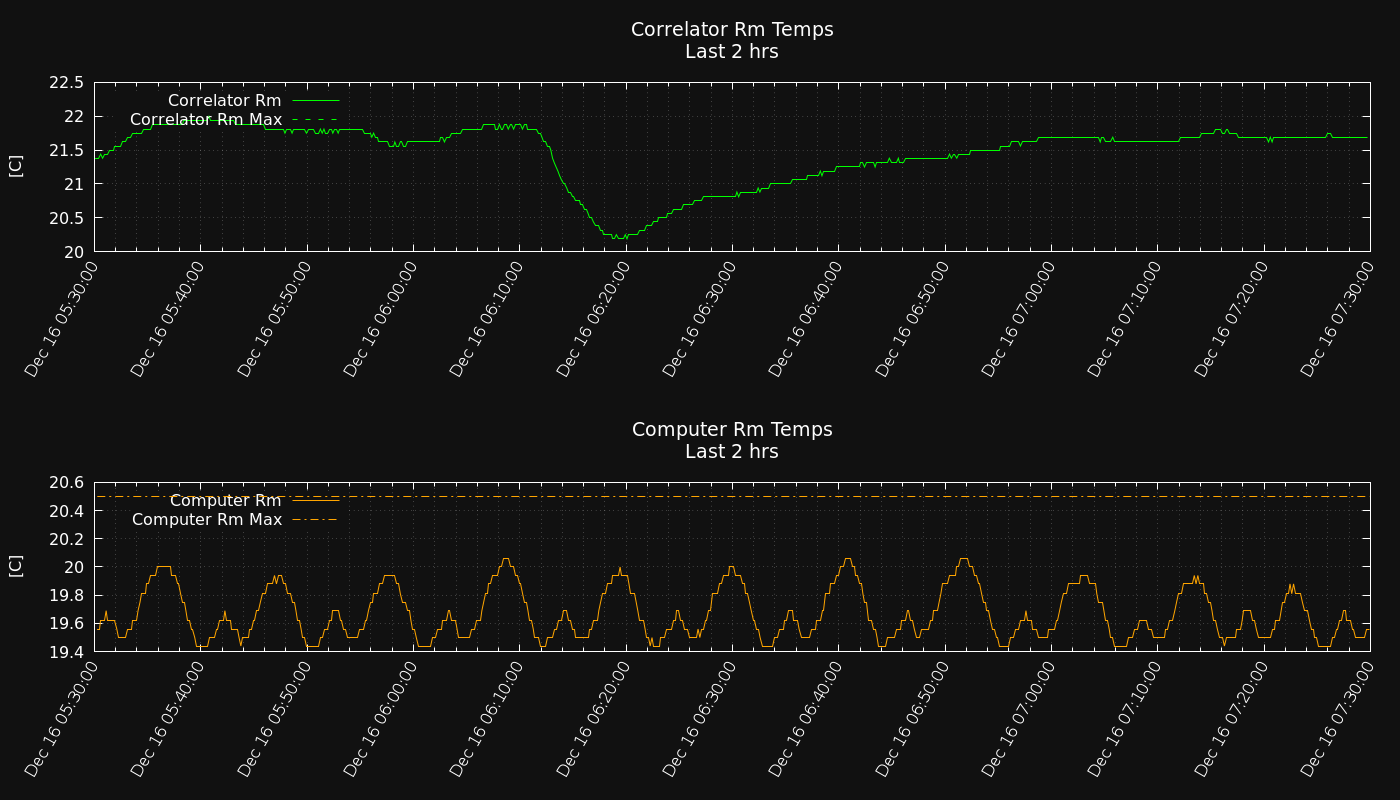 Correlator Rm Temps
Last 2 hrs
22.5
22
21.5
21
20.5
20
[C]
Correlator Rm
Correlator Rm Max
Dec 16 05:30:00
Dec 16 05:40:00
Dec 16 05:50:00
Dec 16 06:00:00
Dec 16 06:10:00
Dec 16 06:20:00
Dec 16 06:30:00
Dec 16 06:40:00
Dec 16 06:50:00
Dec 16 07:00:00
Dec 16 07:10:00
Dec 16 07:20:00
Dec 16 07:30:00
Computer Rm Temps
Last 2 hrs
20.6
20.4
20.2
20
19.8
19.6
19.4
[C]
Computer Rm
Computer Rm Max
Dec 16 05:30:00
Dec 16 05:40:00
Dec 16 05:50:00
Dec 16 06:00:00
Dec 16 06:10:00
Dec 16 06:20:00
Dec 16 06:30:00
Dec 16 06:40:00
Dec 16 06:50:00
Dec 16 07:00:00
Dec 16 07:10:00
Dec 16 07:20:00
Dec 16 07:30:00